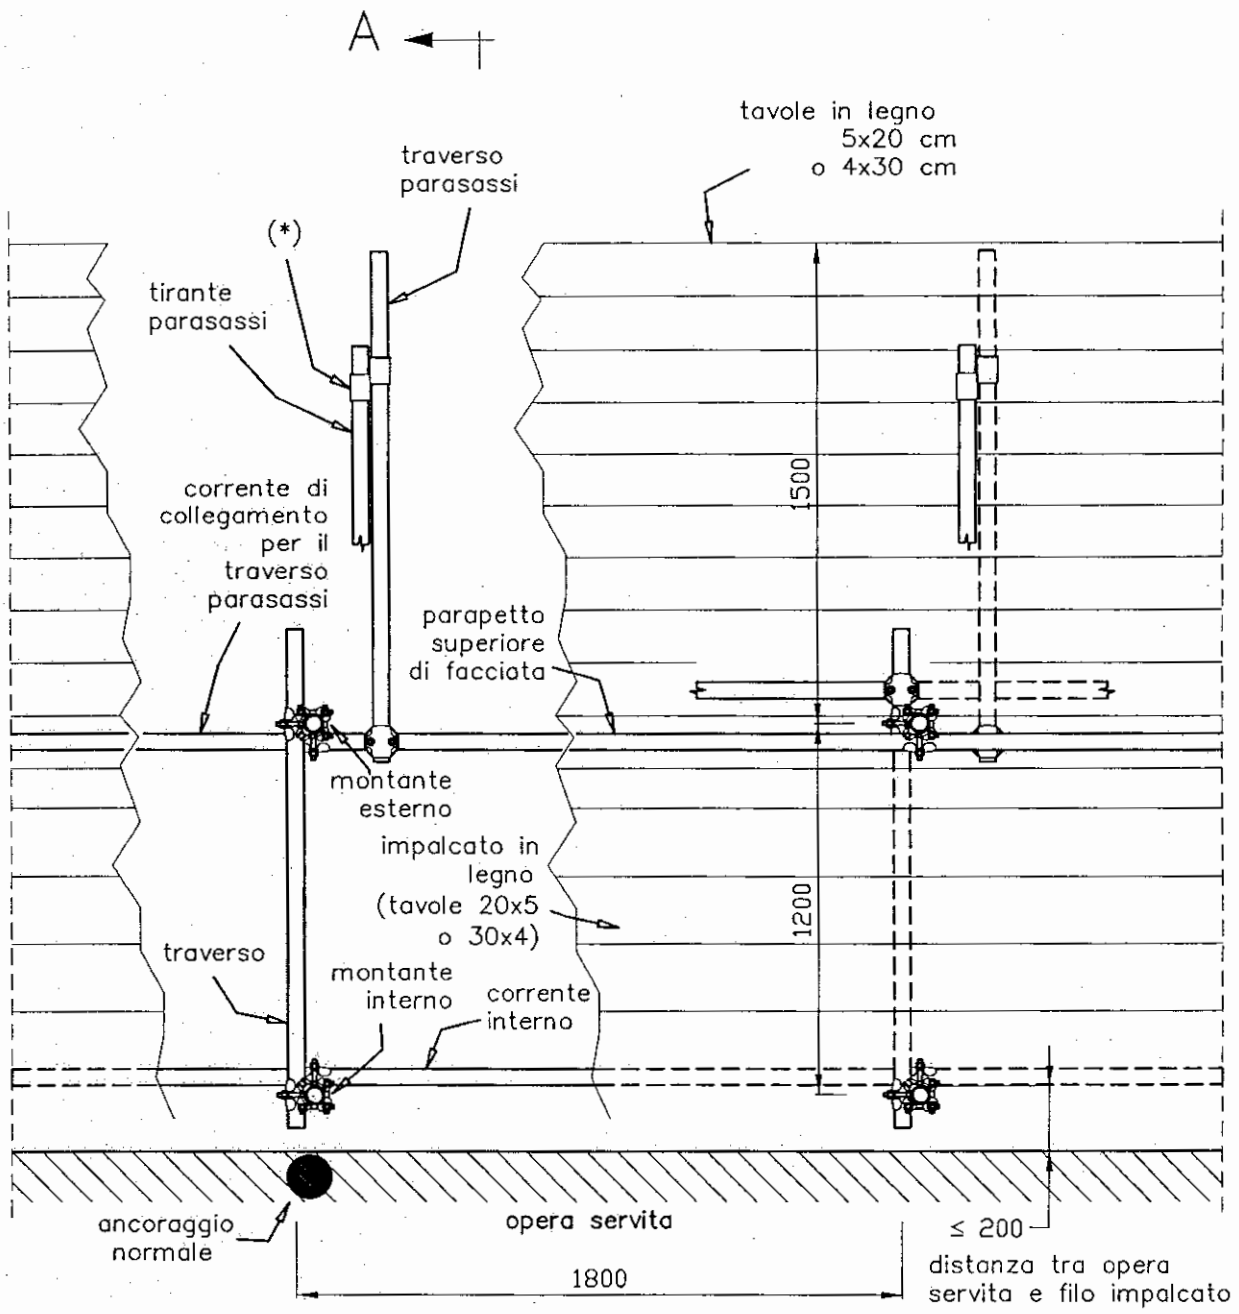 A
tavole in legno
5x20 cm
o 4x30 cm
traverso
parasassi
(*)
tirante
parasassi
corrente di
collegamento
per il
traverso
parasassi
1500
parapetto
superiore
di facciata
montante
esterno
impalcato in
legno
(tavole 20x5
o 30x4)
1200
traverso
montante
interno
corrente
interno
ancoraggio
normale
opera servita
≤ 200
distanza tra opera
servita e filo impalcato
1800